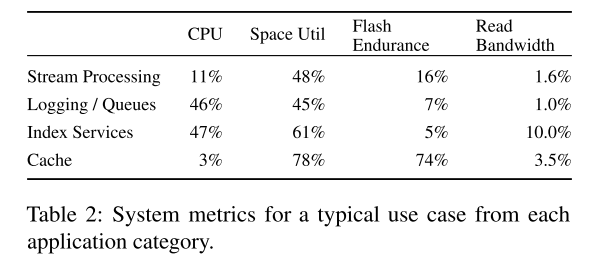 CPU Space Util Flash Endurance Read Bandwidth
Stream Processing 11% 48% 16% 1.6%
Logging / Queues 46% 45% 7% 1.0%
Index Services 47% 61% 5% 10.0%
Cache 3% 78% 74% 3.5%
Table 2: System metrics for a typical use case from each
application category.